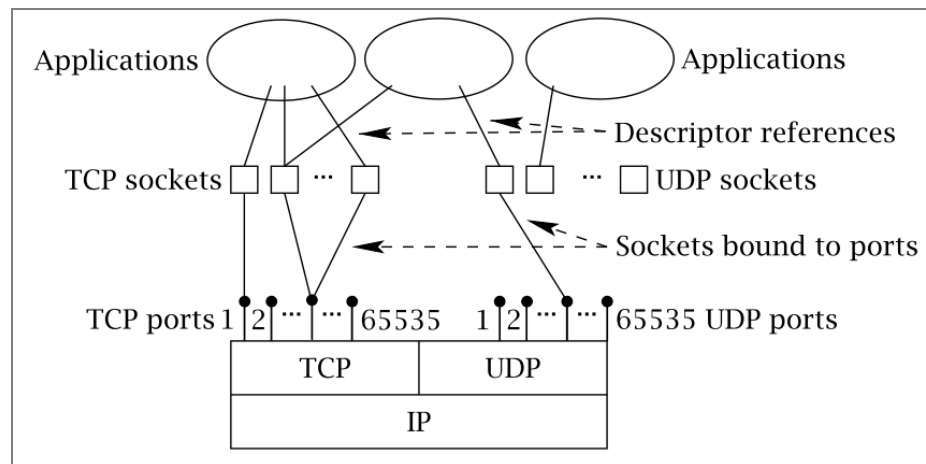 Applications
Applications
Descriptor references
TCP sockets ... ... UDP sockets
Sockets bound to ports
TCP ports 1 2 ... ... 65535 1 2 ... ... 65535 UDP ports
TCP UDP
IP